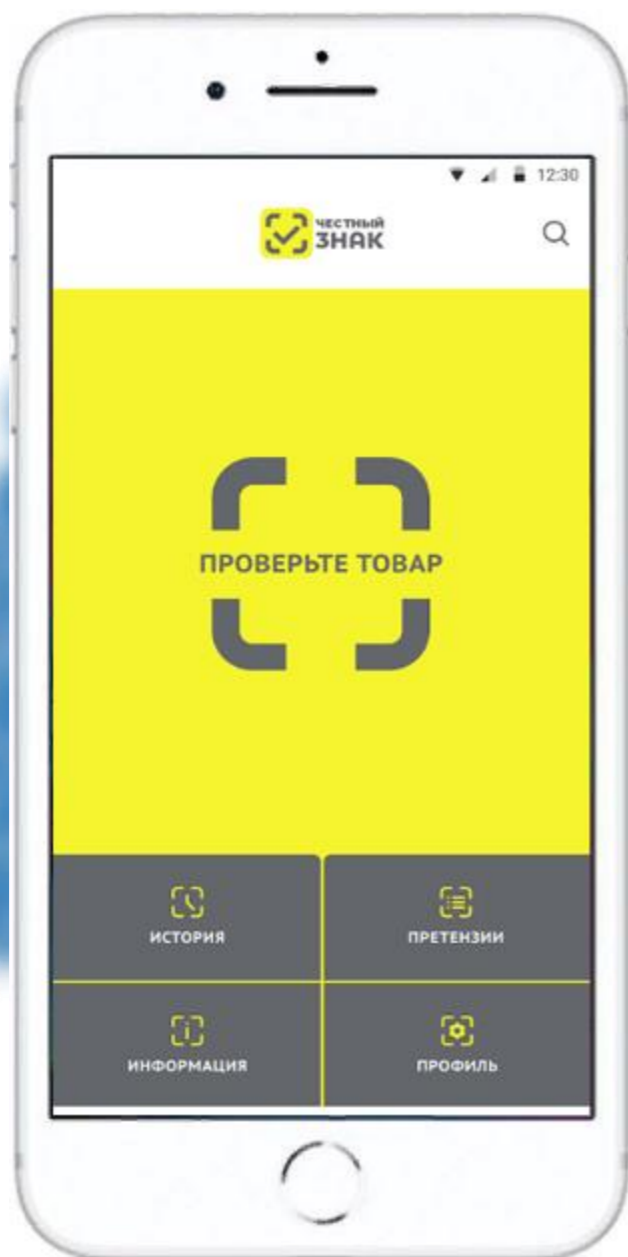 12:30
ЧЕСТНЫЙ
ЗНАК
ПРОВЕРЬТЕ ТОВАР
ИСТОРИЯ
ПРЕТЕНЗИИ
ИНФОРМАЦИЯ
ПРОФИЛЬ